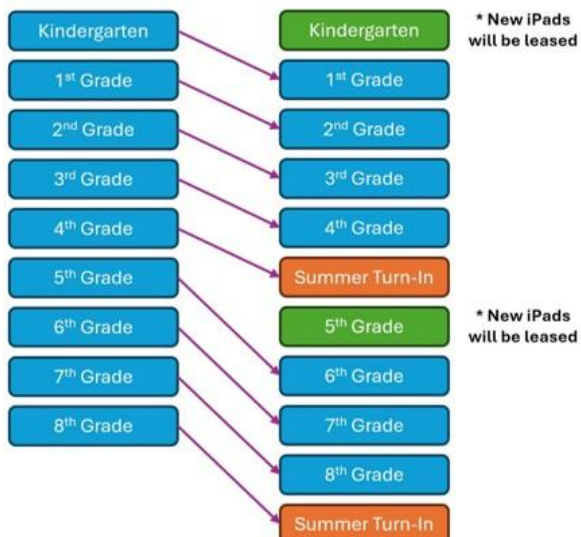 Kindergarten
1st Grade
2nd Grade
3rd Grade
4th Grade
5th Grade
6th Grade
7th Grade
8th Grade
Kindergarten
* New iPads
will be leased
1st Grade
2nd Grade
3rd Grade
4th Grade
Summer Turn-In
5th Grade
* New iPads
will be leased
6th Grade
7th Grade
8th Grade
Summer Turn-In